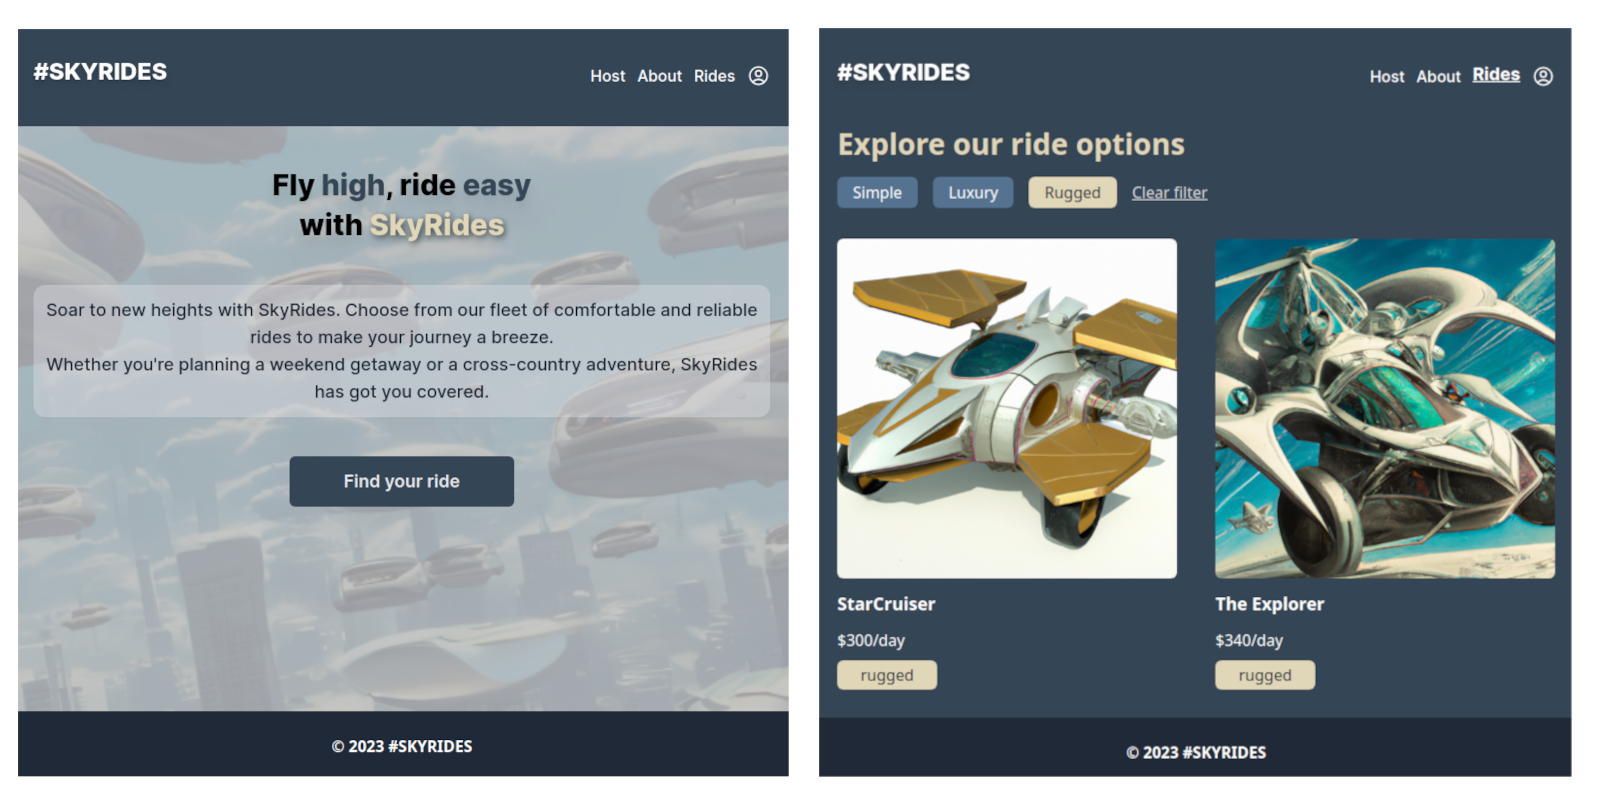 #SKYRIDES
Host About Rides
Fly high, ride easy
with SkyRides
Soar to new heights with SkyRides. Choose from our fleet of comfortable and reliable
rides to make your journey a breeze.
Whether you're planning a weekend getaway or a cross-country adventure, SkyRides
has got you covered.
Find your ride
© 2023 #SKYRIDES
#SKYRIDES
Host About Rides
Explore our ride options
Simple Luxury Rugged Clear filter
StarCruiser
$300/day
rugged
The Explorer
$340/day
rugged
© 2023 #SKYRIDES